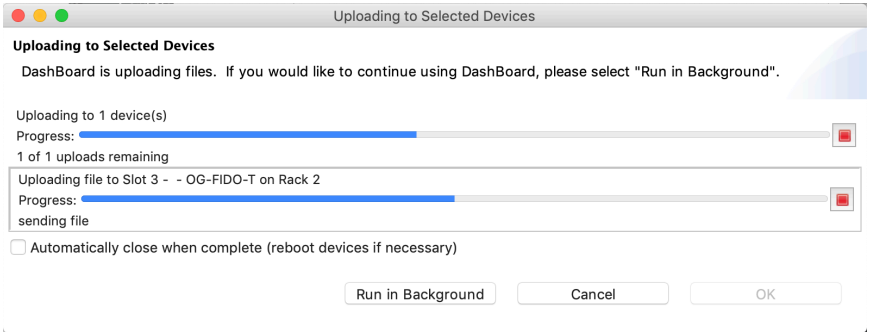 Uploading to Selected Devices
Uploading to Selected Devices
DashBoard is uploading files.  If you would like to continue using DashBoard, please select "Run in Background".
Uploading to 1 device(s)
Progress:
1 of 1 uploads remaining
Uploading file to Slot 3 -  - OG-FIDO-T on Rack 2
Progress:
sending file
Automatically close when complete (reboot devices if necessary)
Run in Background Cancel OK